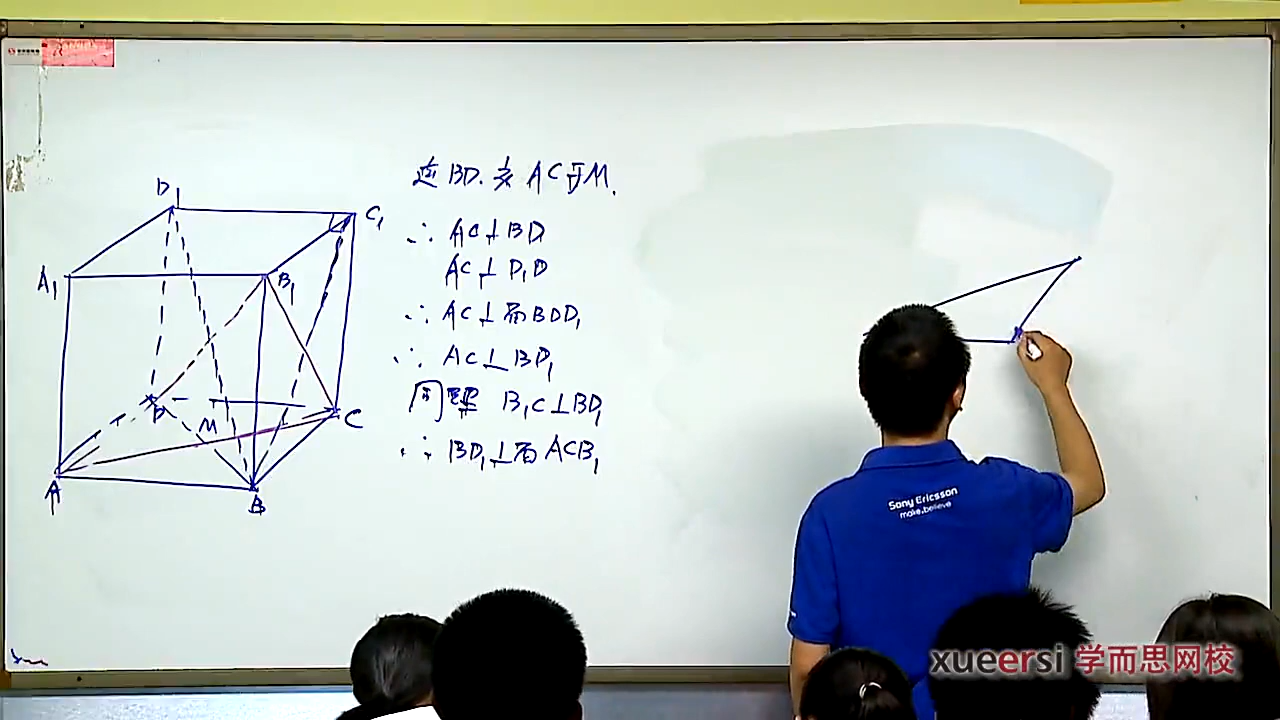 连BD.交AC于M.
∴ AC⊥BD
AC⊥D₁D
∴ AC⊥面BDD₁
∴ AC⊥BD₁
同理 B₁C⊥BD₁
∴ BD₁⊥面ACB₁
D₁
C₁
A₁
B₁
D
M
C
A
B
Sony Ericsson
make.believe
xueersi 学而思网校